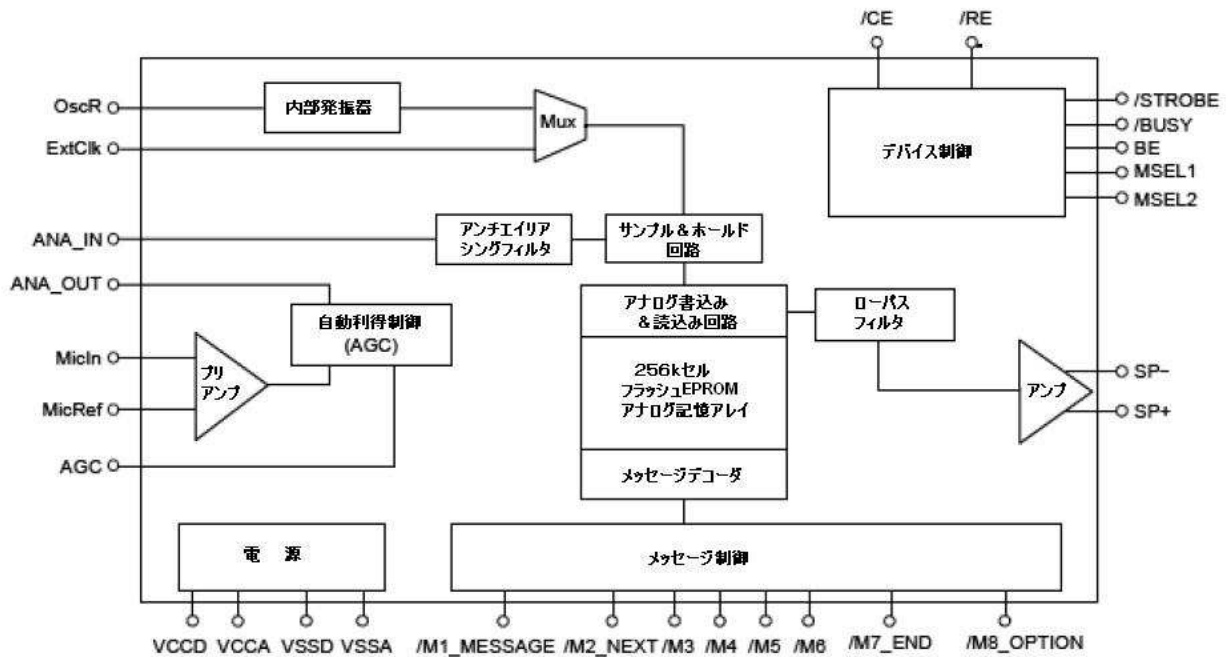 /CE
/RE
OscR
内部発振器
Mux
ExtClk
/STROBE
/BUSY
デバイス制御
BE
MSEL1
MSEL2
ANA_IN
アンチエイリア
シングフィルタ
サンプル&ホールド
回路
ANA_OUT
アナログ書込み
&読込み回路
ローパス
フィルタ
自動利得制御
(AGC)
MicIn
プリ
アンプ
MicRef
256kセル
フラッシュEPROM
アナログ記憶アレイ
アンプ
SP-
SP+
AGC
メッセージデコーダ
電 源
メッセージ制御
VCCD
VCCA
VSSD
VSSA
/M1_MESSAGE
/M2_NEXT
/M3
/M4
/M5
/M6
/M7_END
/M8_OPTION